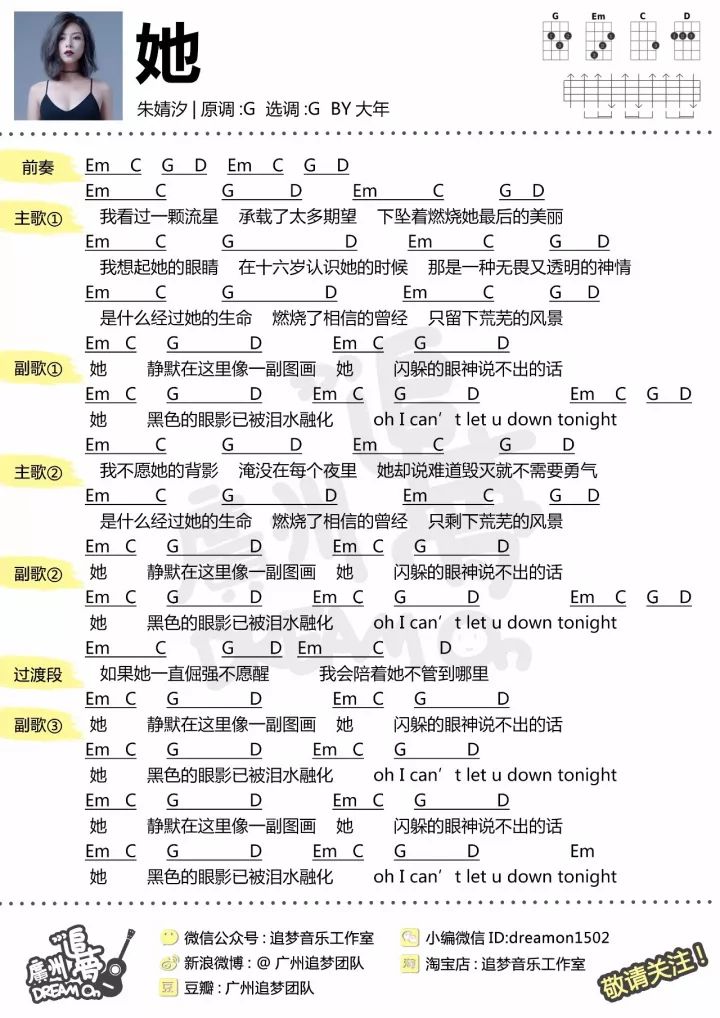 她
朱婧汐 | 原调 :G 选调 :G BY 大年
G Em C D
前奏 Em C G D Em C G D
Em C G D Em C G D
主歌① 我看过一颗流星 承载了太多期望 下坠着燃烧她最后的美丽
Em C G D Em C G D
我想起她的眼睛 在十六岁认识她的时候 那是一种无畏又透明的神情
Em C G D Em C G D
是什么经过她的生命 燃烧了相信的曾经 只留下荒芜的风景
Em C G D Em C G D
副歌① 她 静默在这里像一副图画 她 闪躲的眼神说不出的话
Em C G D Em C G D Em C G D
她 黑色的眼影已被泪水融化 oh I can't let u down tonight
Em C G D Em C G D
主歌② 我不愿她的背影 淹没在每个夜里 她却说难道毁灭就不需要勇气
Em C G D Em C G D
是什么经过她的生命 燃烧了相信的曾经 只剩下荒芜的风景
Em C G D Em C G D
副歌② 她 静默在这里像一副图画 她 闪躲的眼神说不出的话
Em C G D Em C G D Em C G D
她 黑色的眼影已被泪水融化 oh I can't let u down tonight
Em C G D Em C D
过渡段 如果她一直倔强不愿醒 我会陪着她不管到哪里
Em C G D Em C G D
副歌③ 她 静默在这里像一副图画 她 闪躲的眼神说不出的话
Em C G D Em C G D
她 黑色的眼影已被泪水融化 oh I can't let u down tonight
Em C G D Em C G D
她 静默在这里像一副图画 她 闪躲的眼神说不出的话
Em C G D Em C G D Em
她 黑色的眼影已被泪水融化 oh I can't let u down tonight
追梦
廣州
DREAM On
微信公众号 : 追梦音乐工作室
新浪微博 : @ 广州追梦团队
豆 豆瓣 : 广州追梦团队
小编微信 ID:dreamon1502
淘 淘宝店 : 追梦音乐工作室
敬请关注！
追梦
廣州
DREAM On